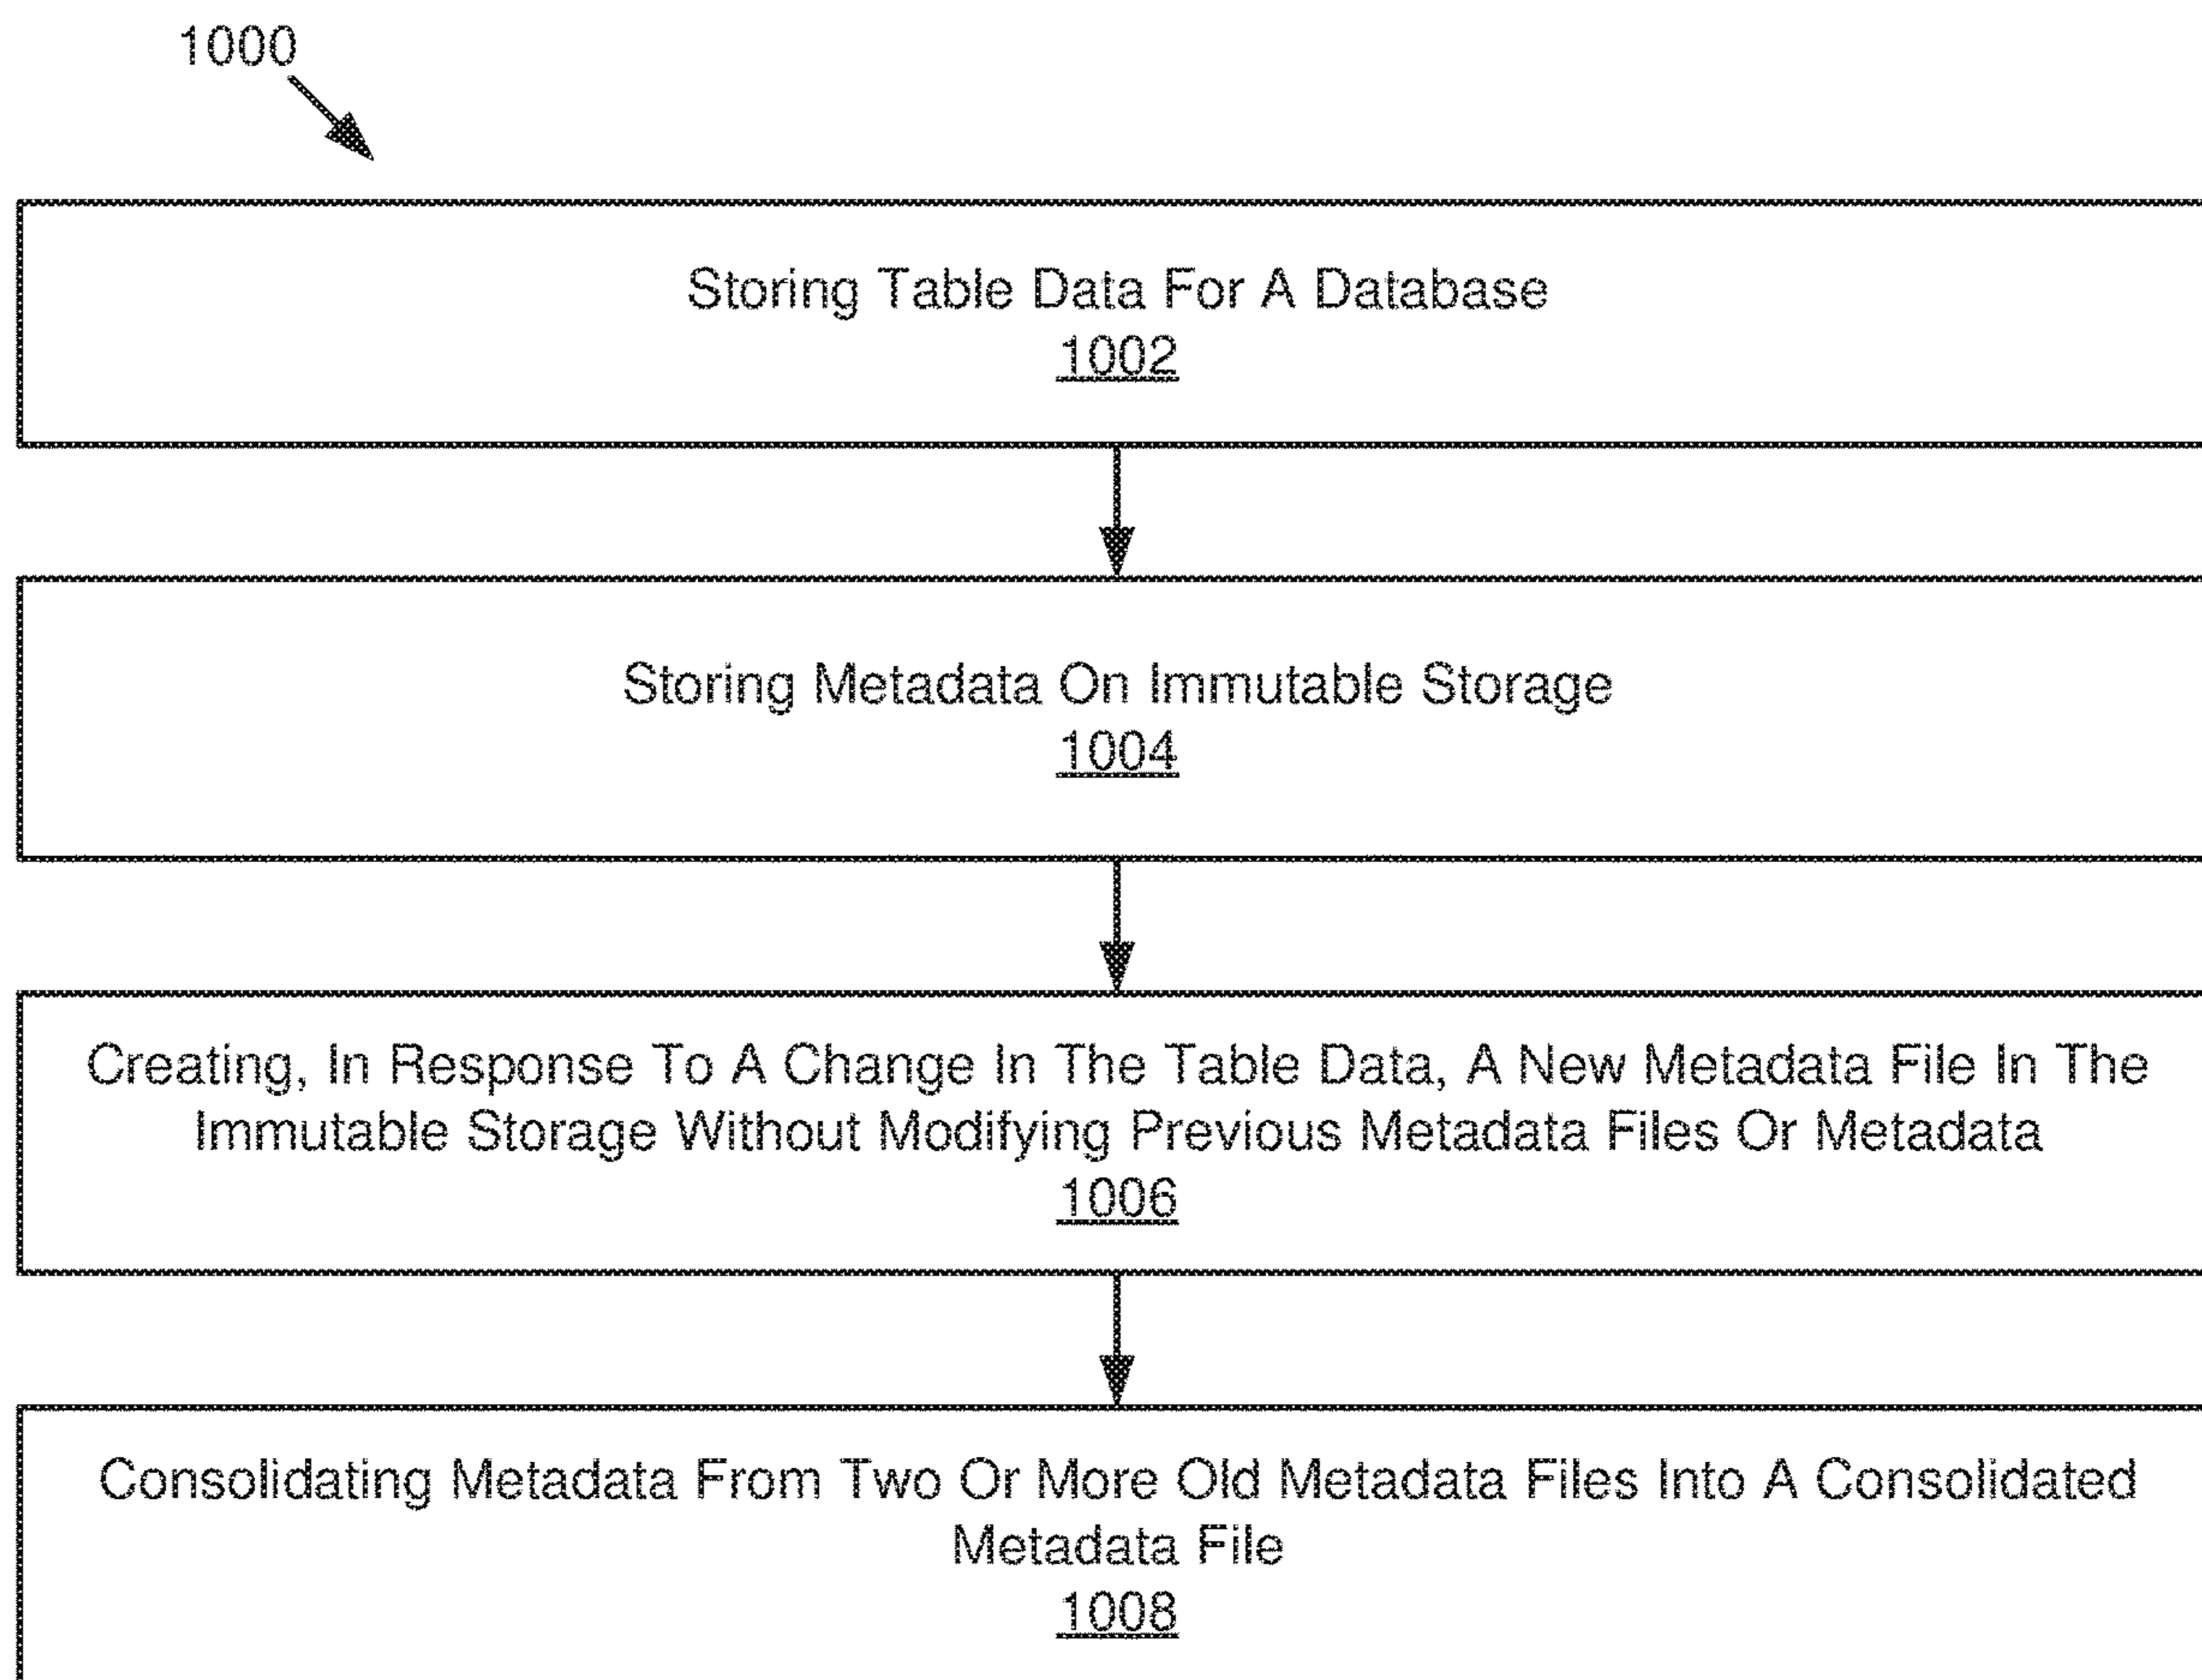 1000
Storing Table Data For A Database
1002
Storing Metadata On Immutable Storage
1004
Creating, In Response To A Change In The Table Data, A New Metadata File In The
Immutable Storage Without Modifying Previous Metadata Files Or Metadata
1006
Consolidating Metadata From Two Or More Old Metadata Files Into A Consolidated
Metadata File
1008